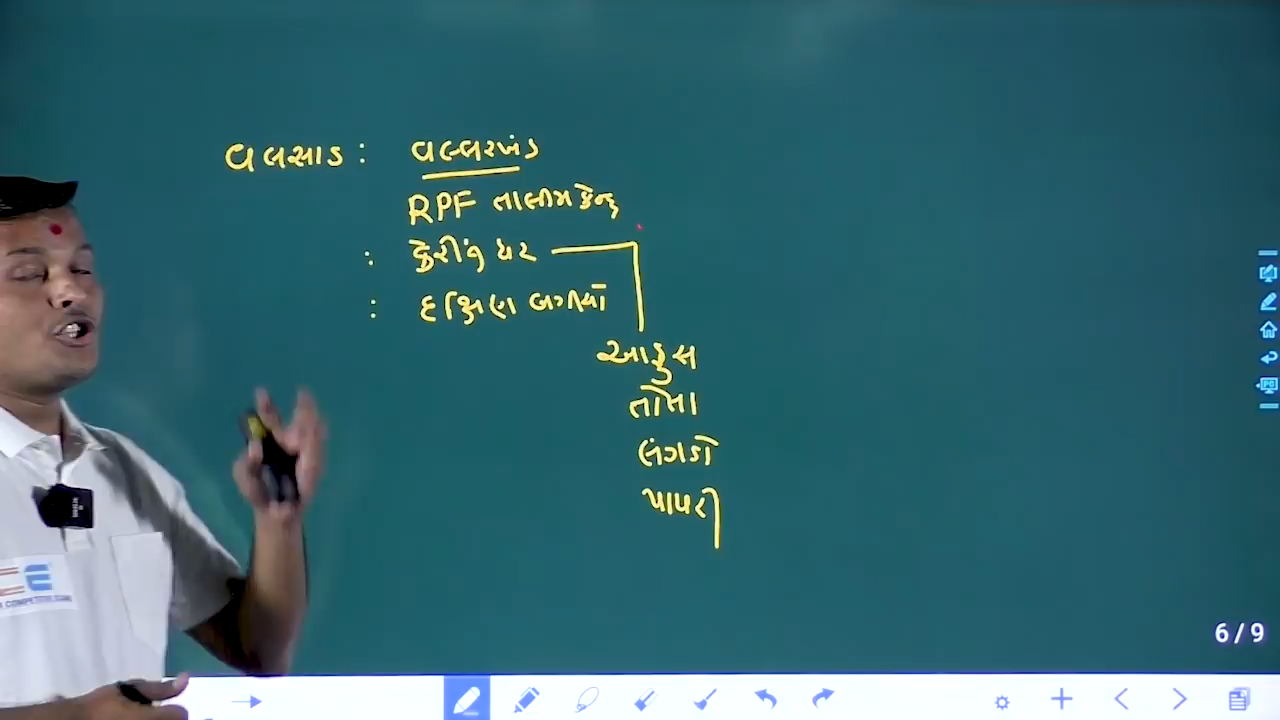 વલસાડ : વલ્લરખંડ
RPF તાલીમ કેન્દ્ર
: કેરીનું ઘર
: દક્ષિણ બગીચો
આફુસ
તોતા
લંગડો
પાયરી
6/9